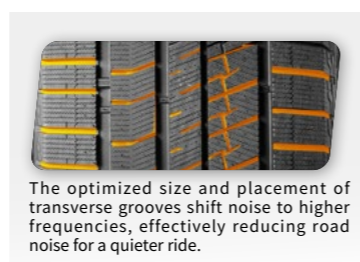 The optimized size and placement of
transverse grooves shift noise to higher
frequencies, effectively reducing road
noise for a quieter ride.